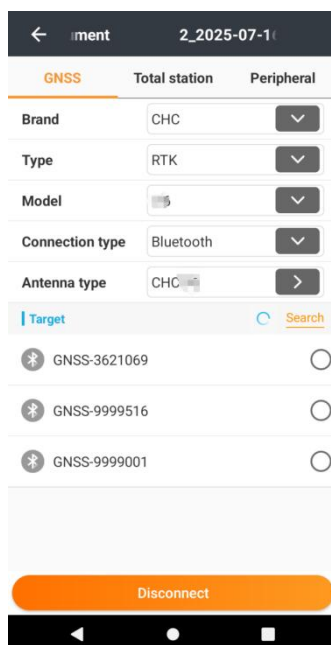 2_2025-07-1
GNSS Total station Peripheral
Brand CHC
Type RTK
Model
Connection type Bluetooth
Antenna type CHC
Target Search
GNSS-3621069
GNSS-9999516
GNSS-9999001
Disconnect